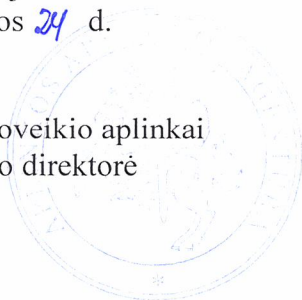 os 24 d.
oveikio aplinkai
o direktorė